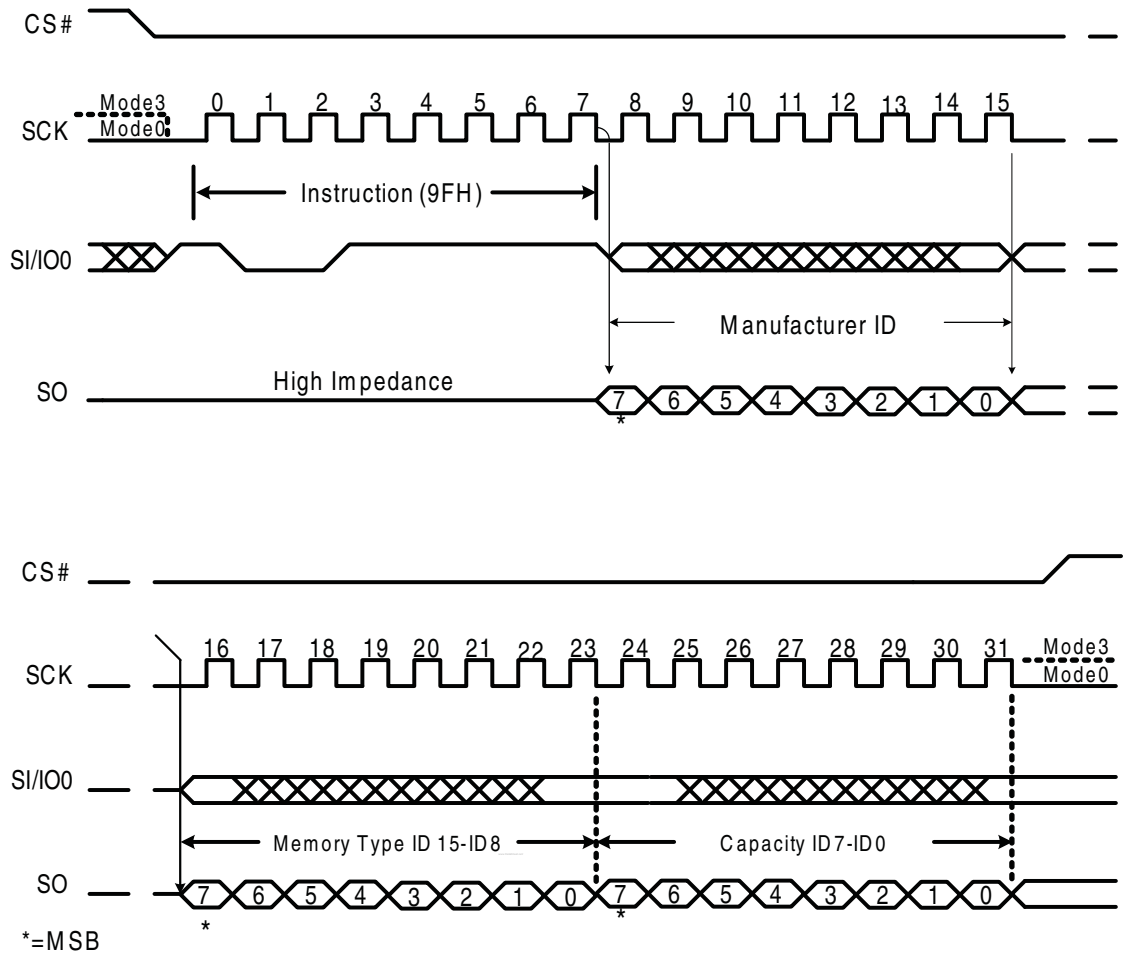 CS#
Mode3
0 1 2 3 4 5 6 7 8 9 10 11 12 13 14 15
SCK
Mode0
Instruction (9FH)
SI/IO0
Manufacturer ID
High Impedance
SO
7 6 5 4 3 2 1 0
*
CS#
16 17 18 19 20 21 22 23 24 25 26 27 28 29 30 31
Mode3
SCK
Mode0
SI/IO0
Memory Type ID 15-ID8
Capacity ID7-ID0
SO
7 6 5 4 3 2 1 0 7 6 5 4 3 2 1 0
* *
*=MSB